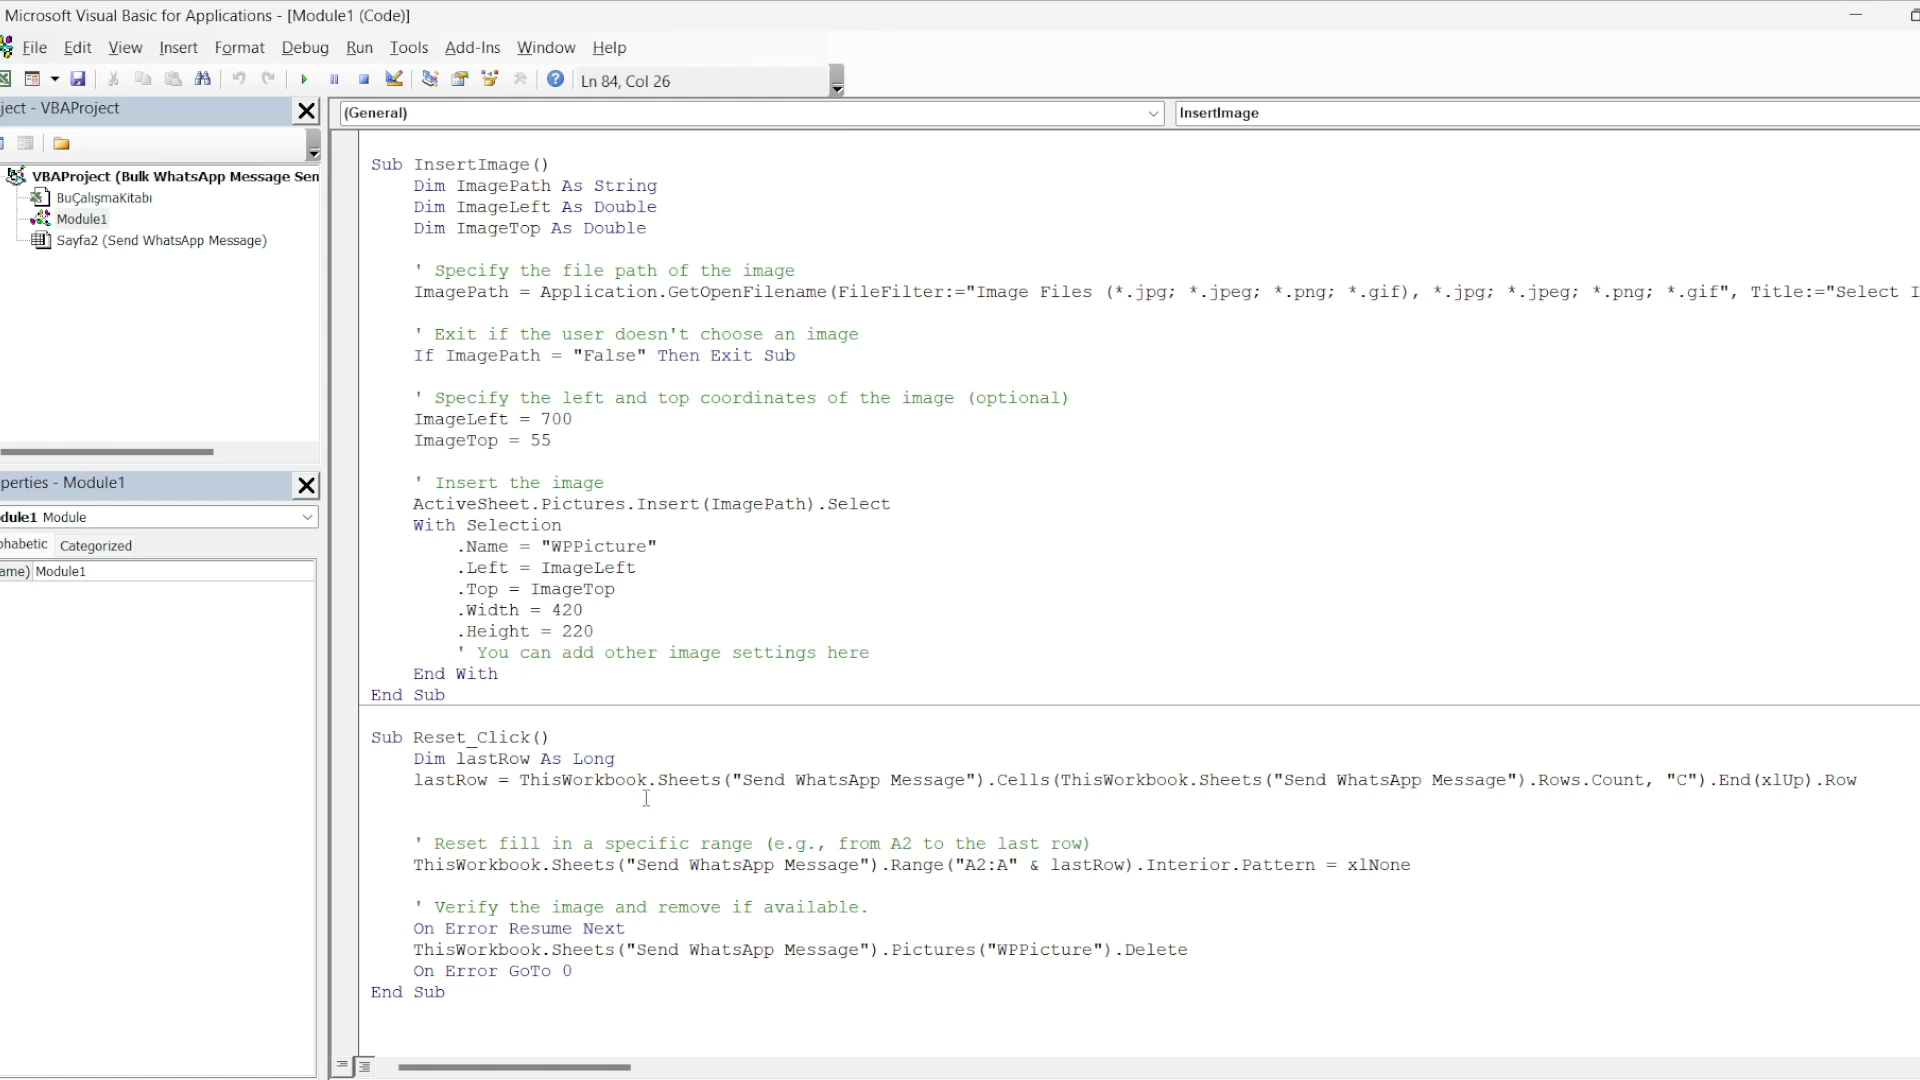 Microsoft Visual Basic for Applications - [Module1 (Code)]
File Edit View Insert Format Debug Run Tools Add-Ins Window Help
Ln 84, Col 26
ject - VBAProject
(General)
InsertImage
VBAProject (Bulk WhatsApp Message Sen
BuÇalışmaKitabı
Module1
Sayfa2 (Send WhatsApp Message)
perties - Module1
dule1 Module
phabetic Categorized
ame) Module1
Sub InsertImage()
Dim ImagePath As String
Dim ImageLeft As Double
Dim ImageTop As Double
' Specify the file path of the image
ImagePath = Application.GetOpenFilename(FileFilter:="Image Files (*.jpg; *.jpeg; *.png; *.gif), *.jpg; *.jpeg; *.png; *.gif", Title:="Select I
' Exit if the user doesn't choose an image
If ImagePath = "False" Then Exit Sub
' Specify the left and top coordinates of the image (optional)
ImageLeft = 700
ImageTop = 55
' Insert the image
ActiveSheet.Pictures.Insert(ImagePath).Select
With Selection
.Name = "WPPicture"
.Left = ImageLeft
.Top = ImageTop
.Width = 420
.Height = 220
' You can add other image settings here
End With
End Sub
Sub Reset_Click()
Dim lastRow As Long
lastRow = ThisWorkbook.Sheets("Send WhatsApp Message").Cells(ThisWorkbook.Sheets("Send WhatsApp Message").Rows.Count, "C").End(xlUp).Row
' Reset fill in a specific range (e.g., from A2 to the last row)
ThisWorkbook.Sheets("Send WhatsApp Message").Range("A2:A" & lastRow).Interior.Pattern = xlNone
' Verify the image and remove if available.
On Error Resume Next
ThisWorkbook.Sheets("Send WhatsApp Message").Pictures("WPPicture").Delete
On Error GoTo 0
End Sub